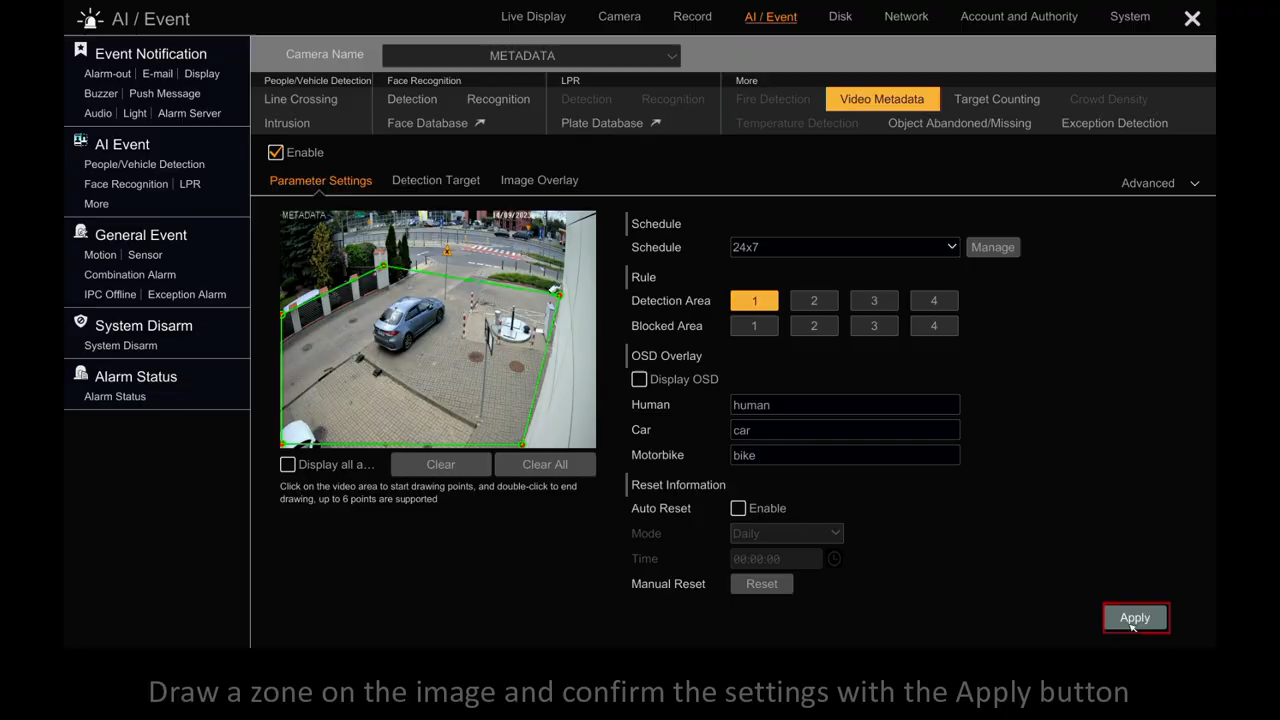 AI / Event
Live Display
Camera
Record
AI / Event
Disk
Network
Account and Authority
System
Event Notification
Alarm-out | E-mail | Display
Buzzer | Push Message
Audio | Light | Alarm Server
AI Event
People/Vehicle Detection
Face Recognition | LPR
More
General Event
Motion | Sensor
Combination Alarm
IPC Offline | Exception Alarm
System Disarm
System Disarm
Alarm Status
Alarm Status
Camera Name
METADATA
People/Vehicle Detection
Line Crossing
Intrusion
Face Recognition
Detection
Recognition
Face Database
LPR
Detection
Recognition
Plate Database
More
Fire Detection
Video Metadata
Target Counting
Crowd Density
Temperature Detection
Object Abandoned/Missing
Exception Detection
Enable
Parameter Settings
Detection Target
Image Overlay
Advanced
METADATA
Display all a...
Clear
Clear All
Click on the video area to start drawing points, and double-click to end
drawing, up to 6 points are supported
Schedule
Schedule
24x7
Manage
Rule
Detection Area
1
2
3
4
Blocked Area
1
2
3
4
OSD Overlay
Display OSD
Human
human
Car
car
Motorbike
bike
Reset Information
Auto Reset
Enable
Mode
Daily
Time
00:00:00
Manual Reset
Reset
Apply
Draw a zone on the image and confirm the settings with the Apply button